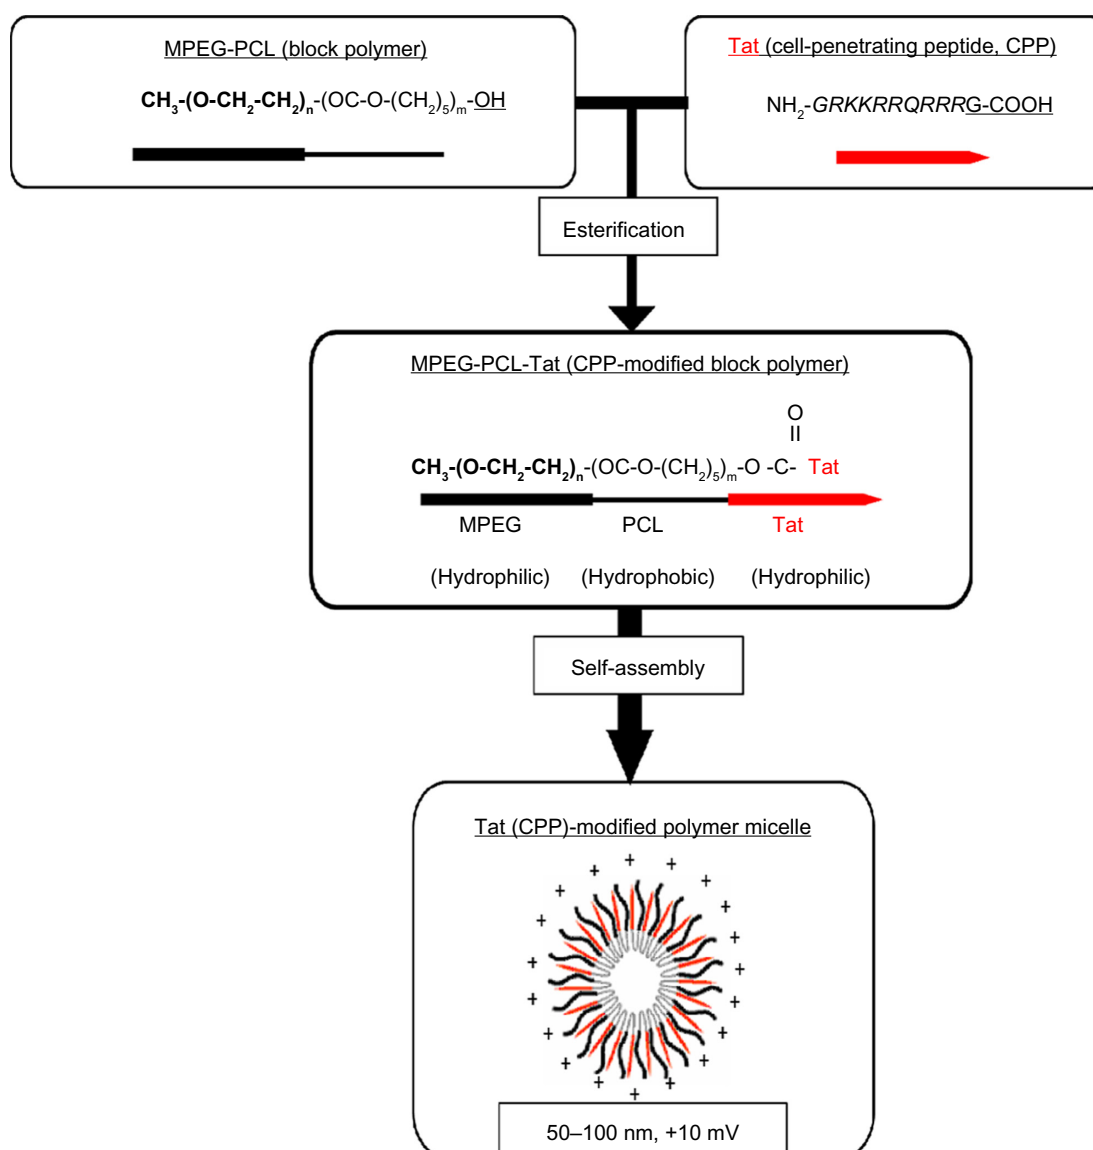 MPEG-PCL (block polymer)
CH₃-(O-CH₂-CH₂)ₙ-(OC-O-(CH₂)₅)ₘ-OH
Tat (cell-penetrating peptide, CPP)
NH₂-GRKKRRQRRRG-COOH
Esterification
MPEG-PCL-Tat (CPP-modified block polymer)
O
II
CH₃-(O-CH₂-CH₂)ₙ-(OC-O-(CH₂)₅)ₘ-O -C- Tat
MPEG PCL Tat
(Hydrophilic) (Hydrophobic) (Hydrophilic)
Self-assembly
Tat (CPP)-modified polymer micelle
+ + + + + + + + + + + + + + + + + + + +
50–100 nm, +10 mV